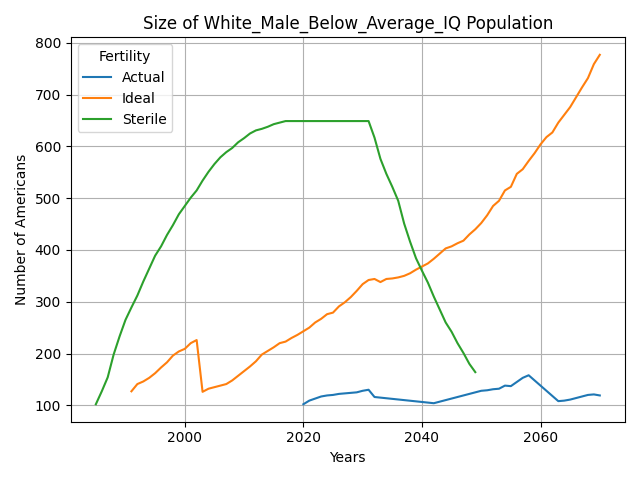 Size of White_Male_Below_Average_IQ Population
Fertility
Actual
Ideal
Sterile
Number of Americans
800
700
600
500
400
300
200
100
2000
2020
2040
2060
Years